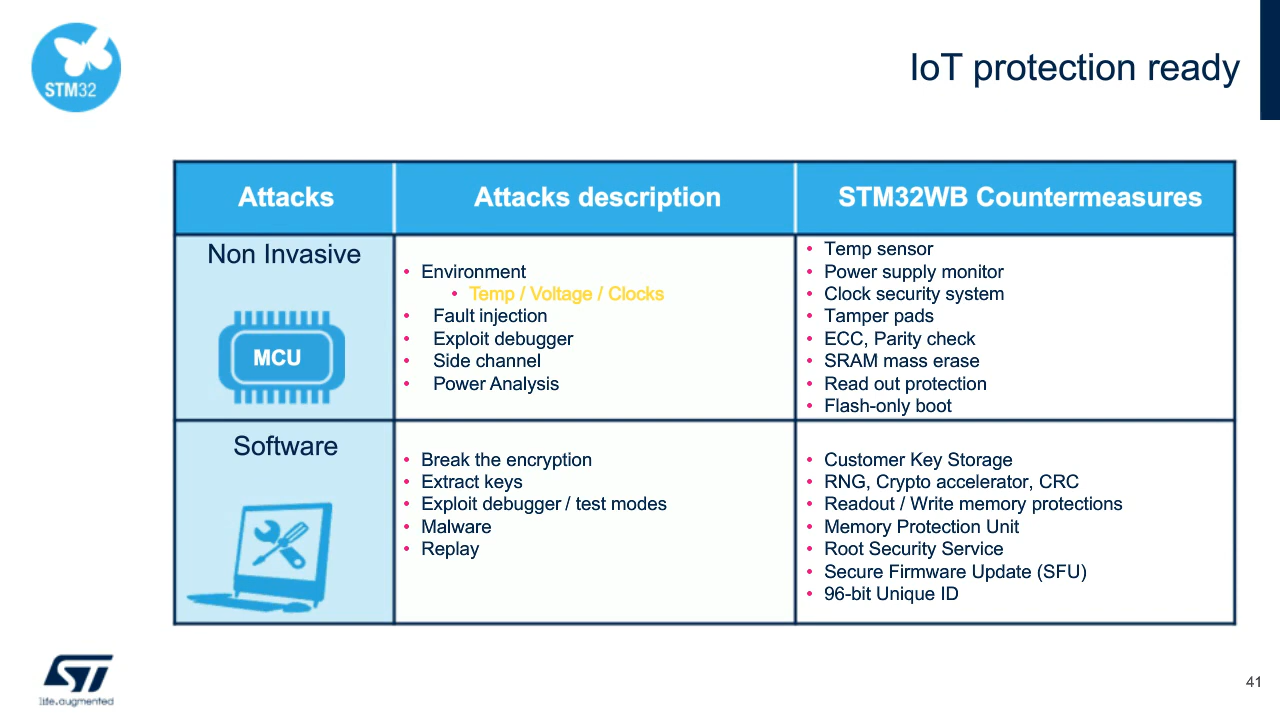 STM32
IoT protection ready
Attacks
Attacks description
STM32WB Countermeasures
Non Invasive
MCU
• Environment
• Temp / Voltage / Clocks
• Fault injection
• Exploit debugger
• Side channel
• Power Analysis
• Temp sensor
• Power supply monitor
• Clock security system
• Tamper pads
• ECC, Parity check
• SRAM mass erase
• Read out protection
• Flash-only boot
Software
• Break the encryption
• Extract keys
• Exploit debugger / test modes
• Malware
• Replay
• Customer Key Storage
• RNG, Crypto accelerator, CRC
• Readout / Write memory protections
• Memory Protection Unit
• Root Security Service
• Secure Firmware Update (SFU)
• 96-bit Unique ID
ST
life.augmented
41